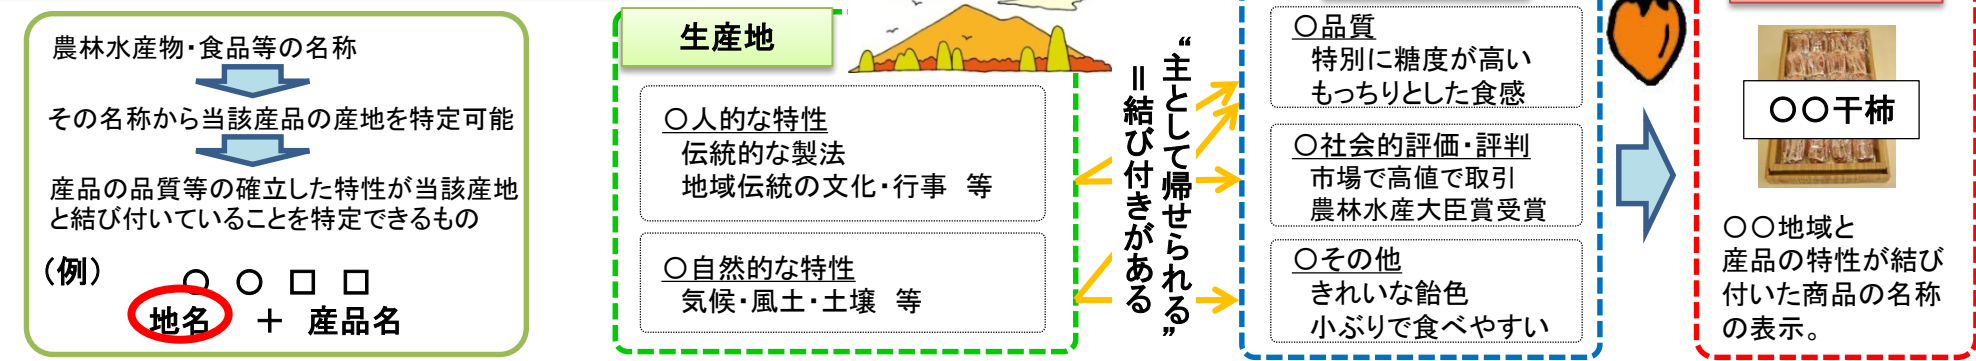 農林水産物・食品等の名称
その名称から当該産品の産地を特定可能
産品の品質等の確立した特性が当該産地
と結び付いていることを特定できるもの
（例）
○ ○ □ □
地名 ＋ 産品名
生産地
○人的な特性
伝統的な製法
地域伝統の文化・行事 等
○自然的な特性
気候・風土・土壌 等
“主として帰せられる”
＝結び付きがある
○品質
特別に糖度が高い
もっちりとした食感
○社会的評価・評判
市場で高値で取引
農林水産大臣賞受賞
○その他
きれいな飴色
小ぶりで食べやすい
○○干柿
○○地域と
産品の特性が結び
付いた商品の名称
の表示。